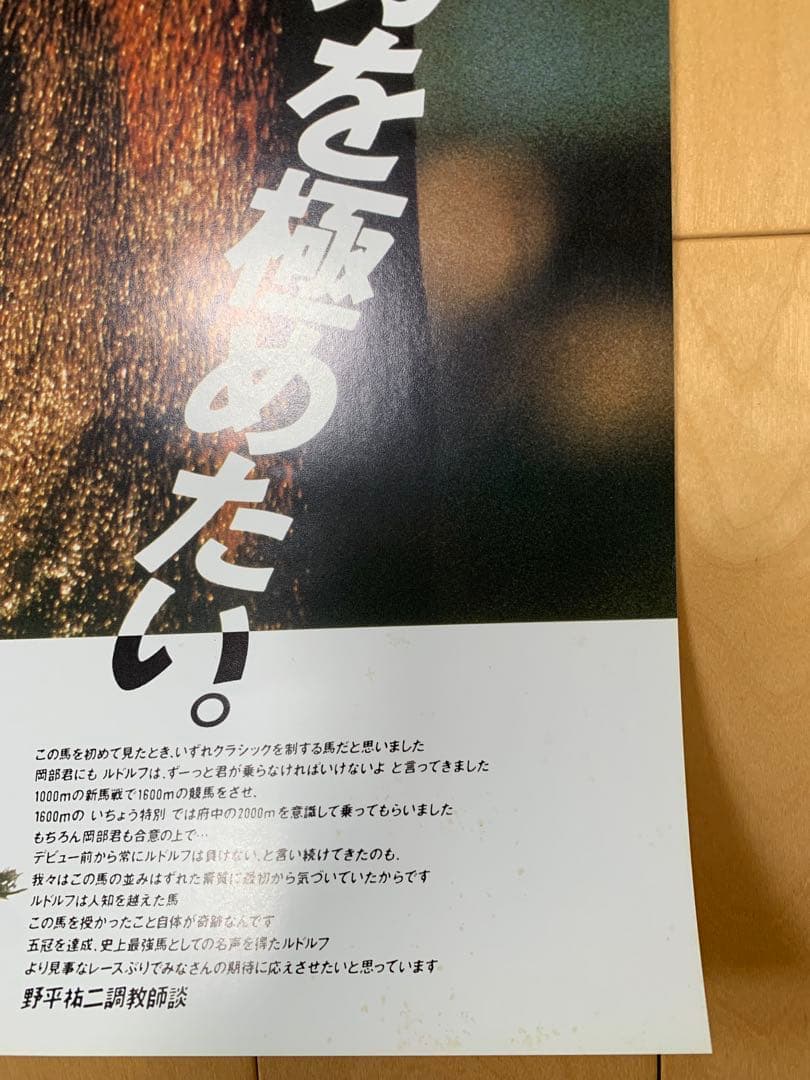 を極めたい。
この馬を初めて見たとき、いずれクラシックを制する馬だと思いました
岡部君にも ルドルフは、ずーっと君が乗らなければいけないよ と言ってきました
1000mの新馬戦で1600mの競馬をさせ、
1600mの いちょう特別 では府中の2000mを意識して乗ってもらいました
もちろん岡部君も合意の上で…
デビュー前から常にルドルフは負けない、と言い続けてきたのも、
我々はこの馬の並みはずれた素質に最初から気づいていたからです
ルドルフは人知を越えた馬
この馬を授かったこと自体が奇跡なんです
五冠を達成、史上最強馬としての名声を得たルドルフ
より見事なレースぶりでみなさんの期待に応えさせたいと思っています
野平祐二調教師談